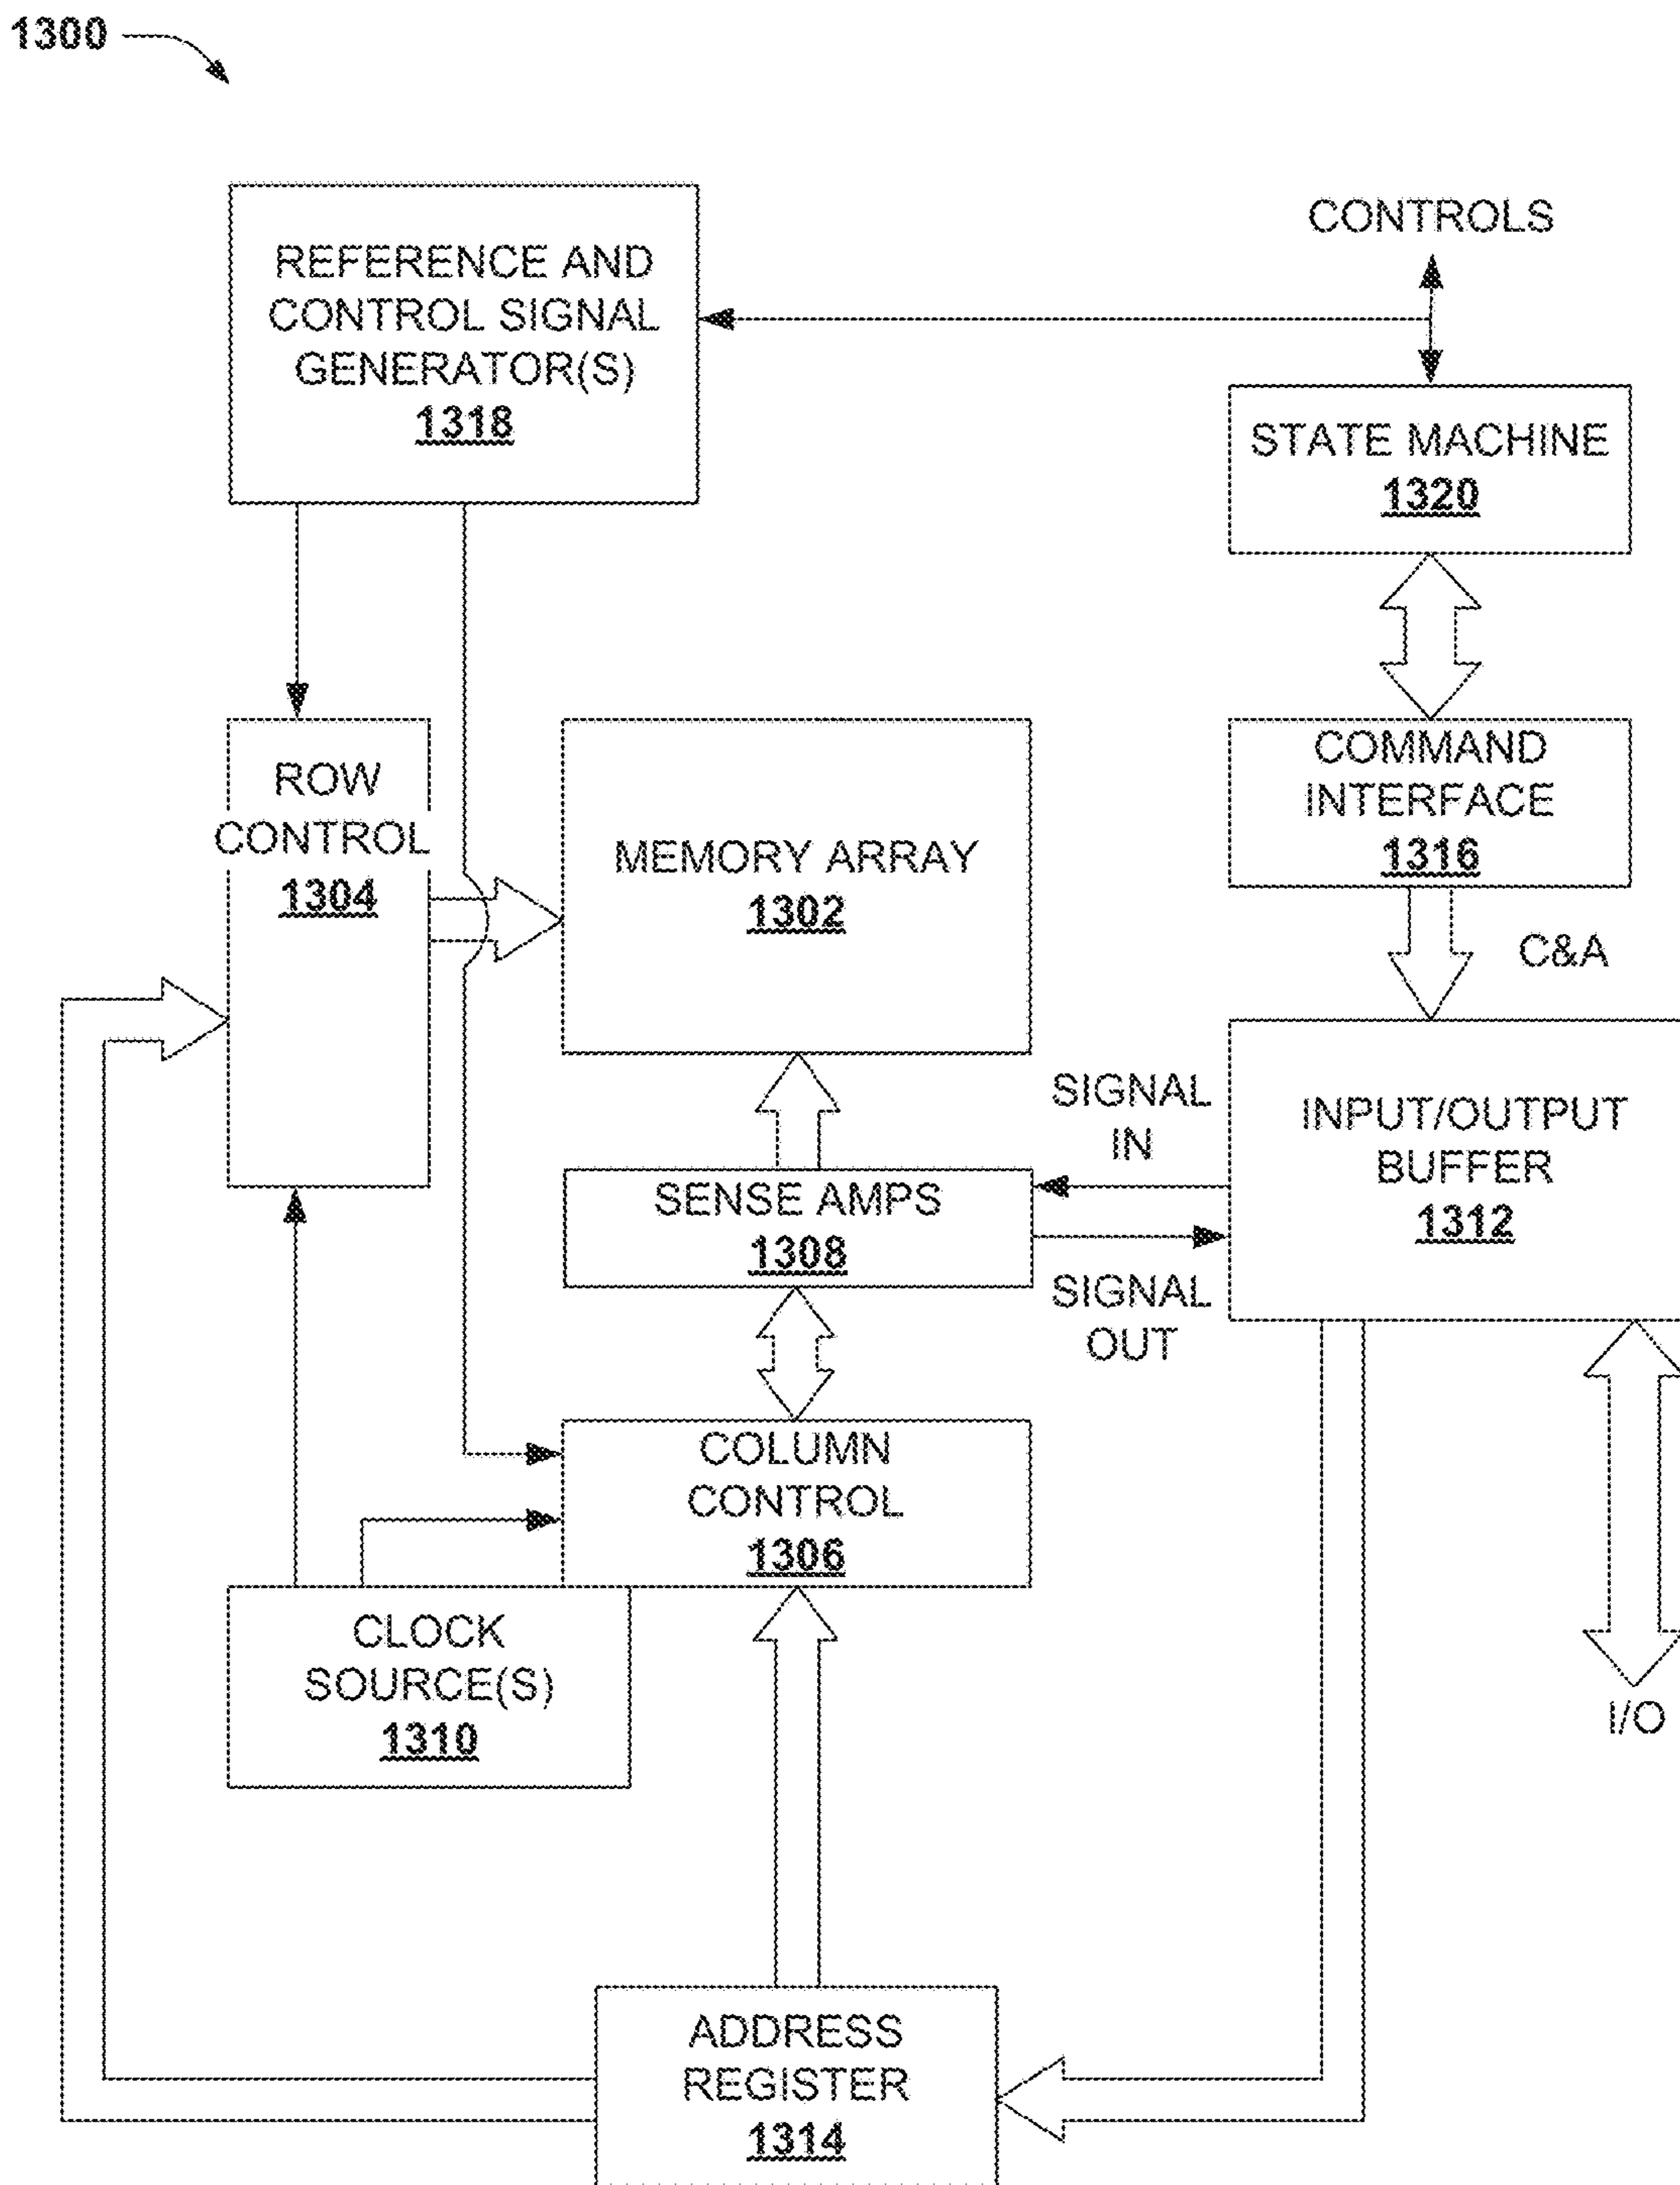 1300
REFERENCE AND
CONTROL SIGNAL
GENERATOR(S)
1318
CONTROLS
STATE MACHINE
1320
ROW
CONTROL
1304
MEMORY ARRAY
1302
COMMAND
INTERFACE
1316
C&A
SIGNAL
IN
INPUT/OUTPUT
BUFFER
1312
SENSE AMPS
1308
SIGNAL
OUT
COLUMN
CONTROL
1306
CLOCK
SOURCE(S)
1310
I/O
ADDRESS
REGISTER
1314